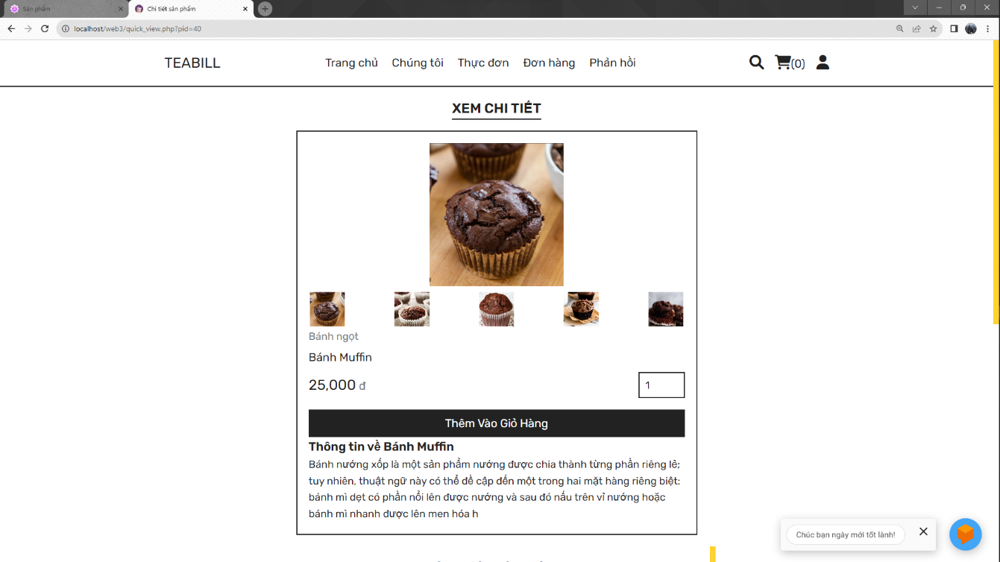 Sản phẩm
Chi tiết sản phẩm
localhost/web3/quick_view.php?pid=40
TEABILL
Trang chủ Chúng tôi Thực đơn Đơn hàng Phản hồi
(0)
XEM CHI TIẾT
Bánh ngọt
Bánh Muffin
25,000 đ
1
Thêm Vào Giỏ Hàng
Thông tin về Bánh Muffin
Bánh nướng xốp là một sản phẩm nướng được chia thành từng phần riêng lẻ;
tuy nhiên, thuật ngữ này có thể đề cập đến một trong hai mặt hàng riêng biệt:
bánh mì dẹt có phần nổi lên được nướng và sau đó nấu trên vỉ nướng hoặc
bánh mì nhanh được lên men hóa h
Chúc bạn ngày mới tốt lành!